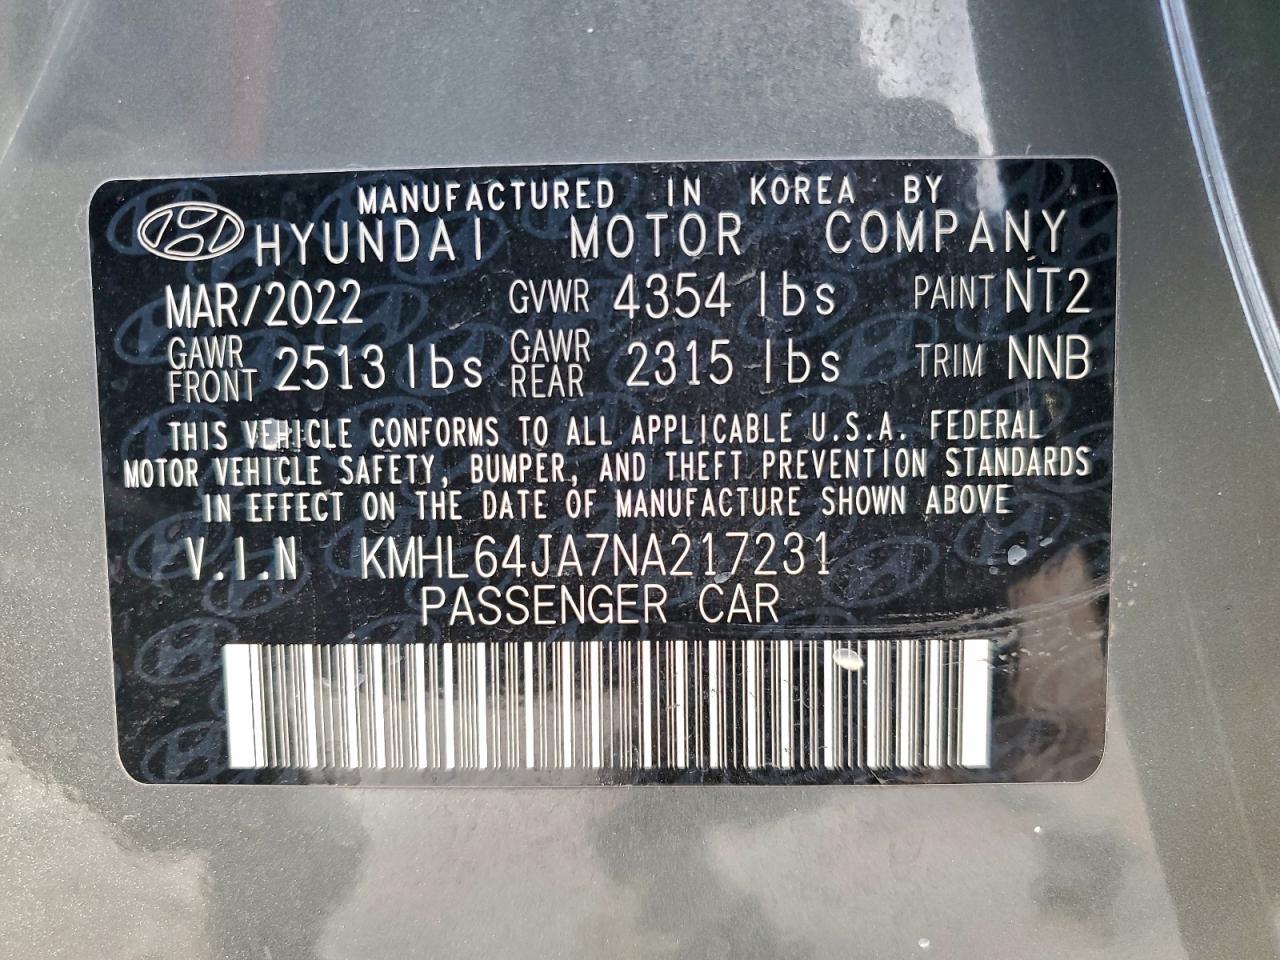 MANUFACTURED IN KOREA BY
HYUNDAI MOTOR COMPANY
MAR/2022 GVWR 4354 lbs PAINT NT2
GAWR FRONT 2513 lbs GAWR REAR 2315 lbs TRIM NNB
THIS VEHICLE CONFORMS TO ALL APPLICABLE U.S.A. FEDERAL
MOTOR VEHICLE SAFETY, BUMPER, AND THEFT PREVENTION STANDARDS
IN EFFECT ON THE DATE OF MANUFACTURE SHOWN ABOVE
V.I.N KMHL64JA7NA217231
PASSENGER CAR